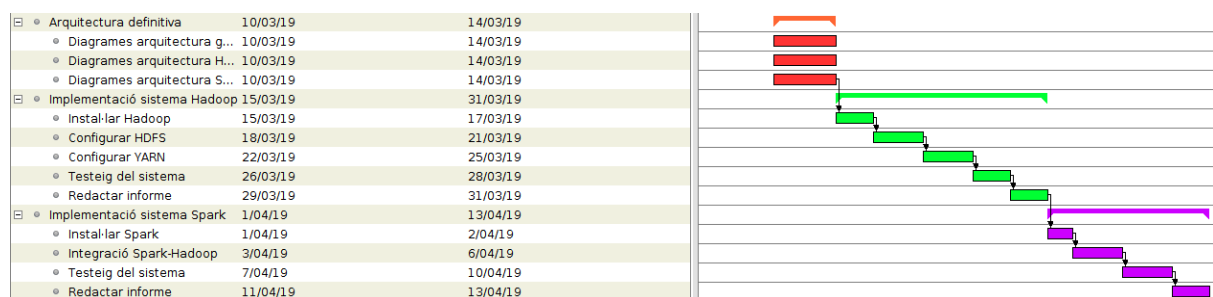 Arquitectura definitiva 10/03/19 14/03/19
Diagrames arquitectura g... 10/03/19 14/03/19
Diagrames arquitectura H... 10/03/19 14/03/19
Diagrames arquitectura S... 10/03/19 14/03/19
Implementació sistema Hadoop 15/03/19 31/03/19
Instal·lar Hadoop 15/03/19 17/03/19
Configurar HDFS 18/03/19 21/03/19
Configurar YARN 22/03/19 25/03/19
Testeig del sistema 26/03/19 28/03/19
Redactar informe 29/03/19 31/03/19
Implementació sistema Spark 1/04/19 13/04/19
Instal·lar Spark 1/04/19 2/04/19
Integració Spark-Hadoop 3/04/19 6/04/19
Testeig del sistema 7/04/19 10/04/19
Redactar informe 11/04/19 13/04/19